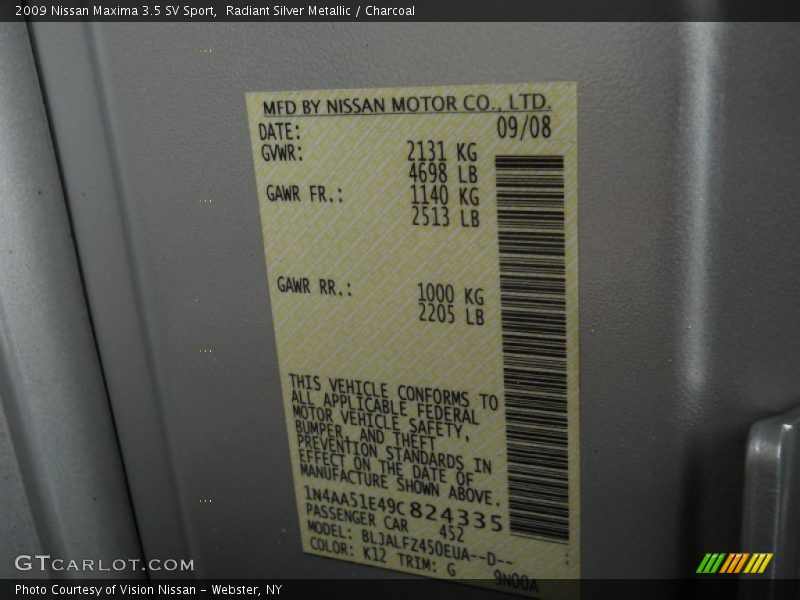 2009 Nissan Maxima 3.5 SV Sport, Radiant Silver Metallic / Charcoal
MFD BY NISSAN MOTOR CO., LTD.
DATE: 09/08
GVWR: 2131 KG
4698 LB
GAWR FR.: 1140 KG
2513 LB
GAWR RR.: 1000 KG
2205 LB
THIS VEHICLE CONFORMS TO
ALL APPLICABLE FEDERAL
MOTOR VEHICLE SAFETY,
BUMPER, AND THEFT
PREVENTION STANDARDS IN
EFFECT ON THE DATE OF
MANUFACTURE SHOWN ABOVE.
1N4AA51E49C824335
PASSENGER CAR 452
MODEL: BLJALFZ450EUA--D--
COLOR: K12 TRIM: G 9N00A
GTCARLOT.COM
Photo Courtesy of Vision Nissan - Webster, NY